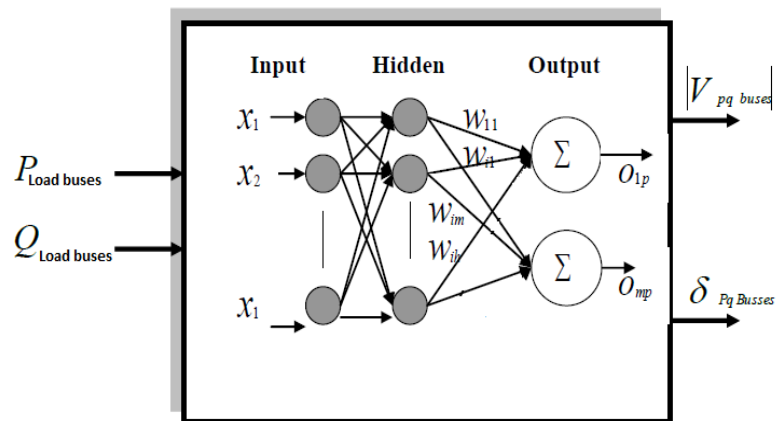 Input Hidden Output
|V pq buses|
x1
w11
P Load buses
x2
wi1
Σ
O1p
Q Load buses
wim
wih
Σ
Omp
x1
δ Pq Busses